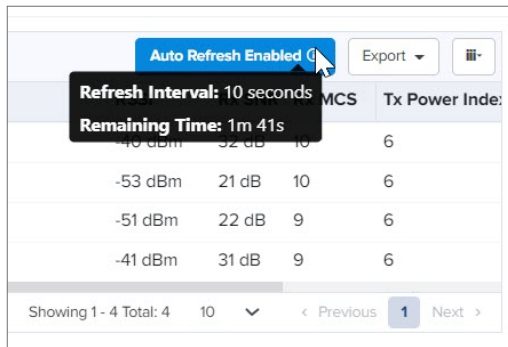 Auto Refresh Enabled
Export
Refresh Interval: 10 seconds
Remaining Time: 1m 41s
MCS Tx Power Index
-40 dBm 32 dB 10 6
-53 dBm 21 dB 10 6
-51 dBm 22 dB 9 6
-41 dBm 31 dB 9 6
Showing 1 - 4 Total: 4 10 < Previous 1 Next >